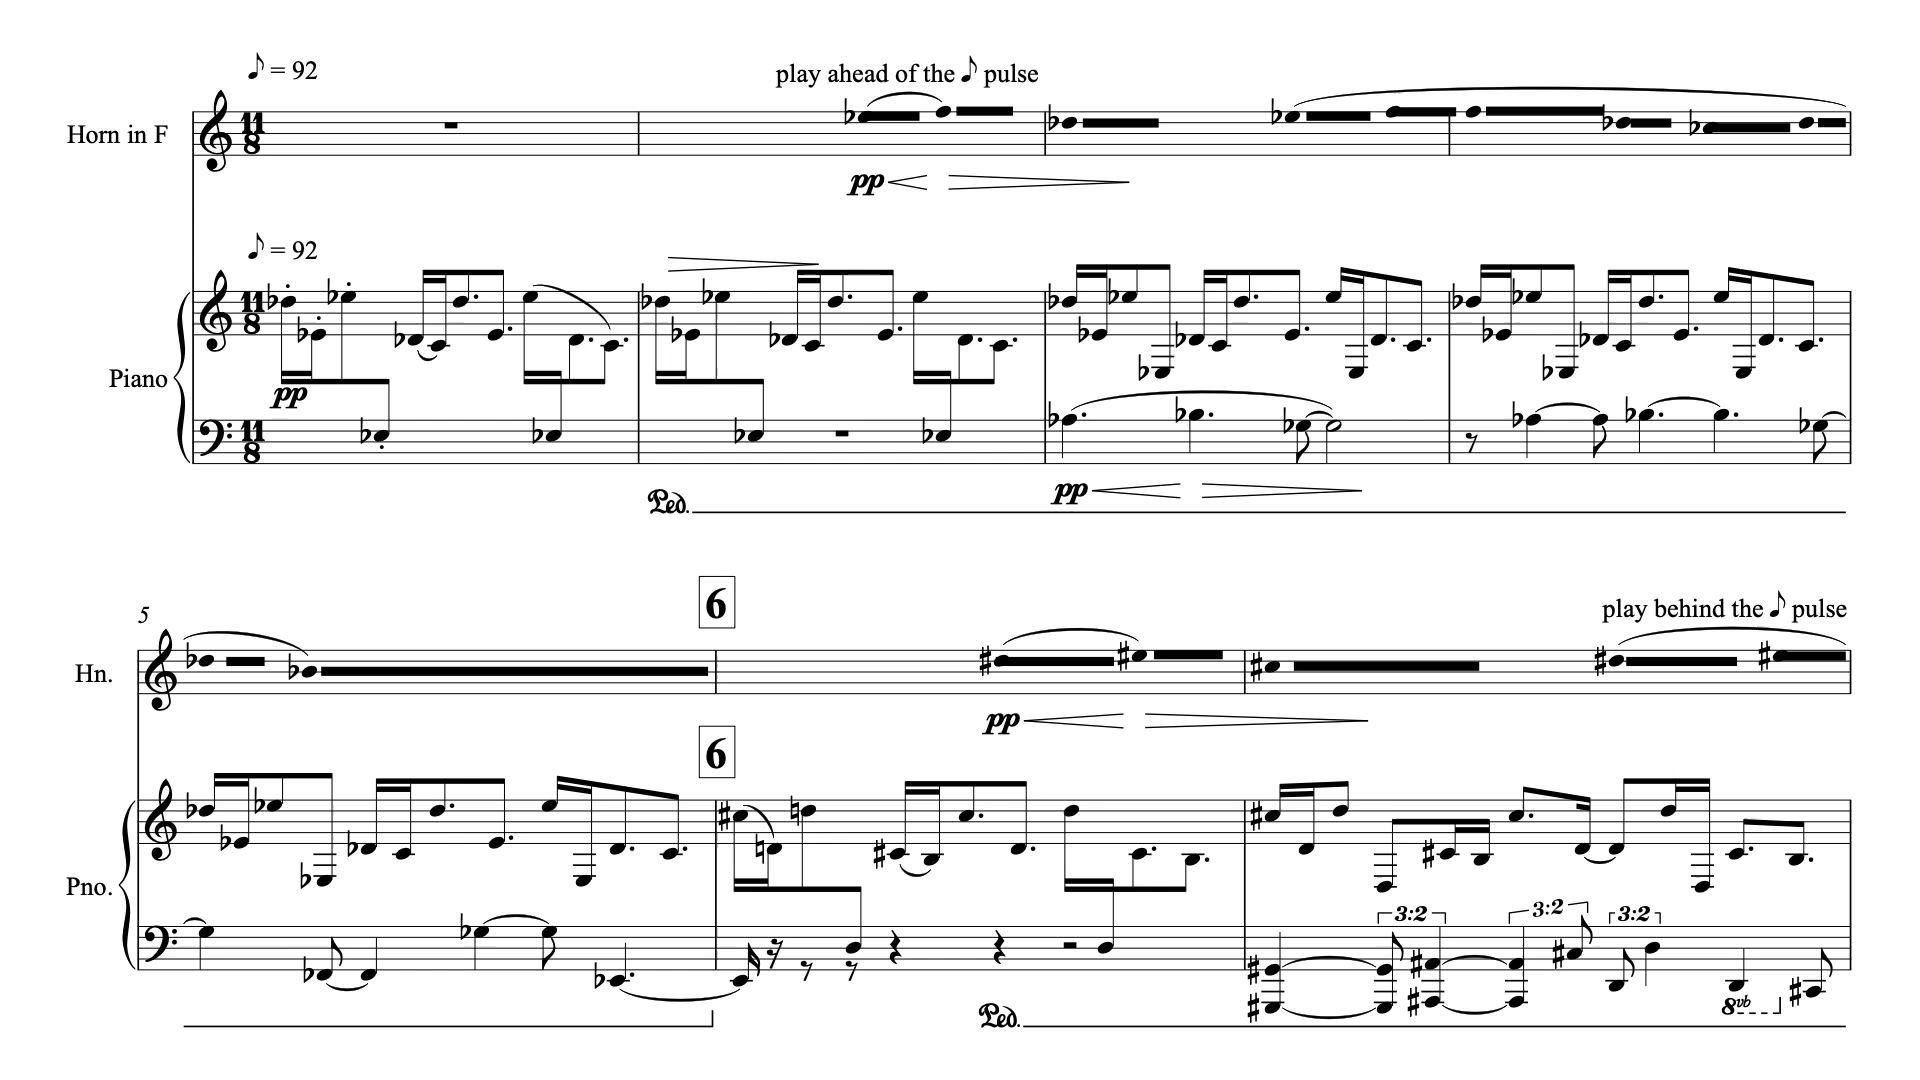 ♪ = 92
play ahead of the ♪ pulse
Horn in F
11
8
pp
♪ = 92
Piano
11
8
pp
11
8
pp
Ped.
5
6
play behind the ♪ pulse
Hn.
pp
6
Pno.
3:2
3:2
3:2
8vb
Ped.